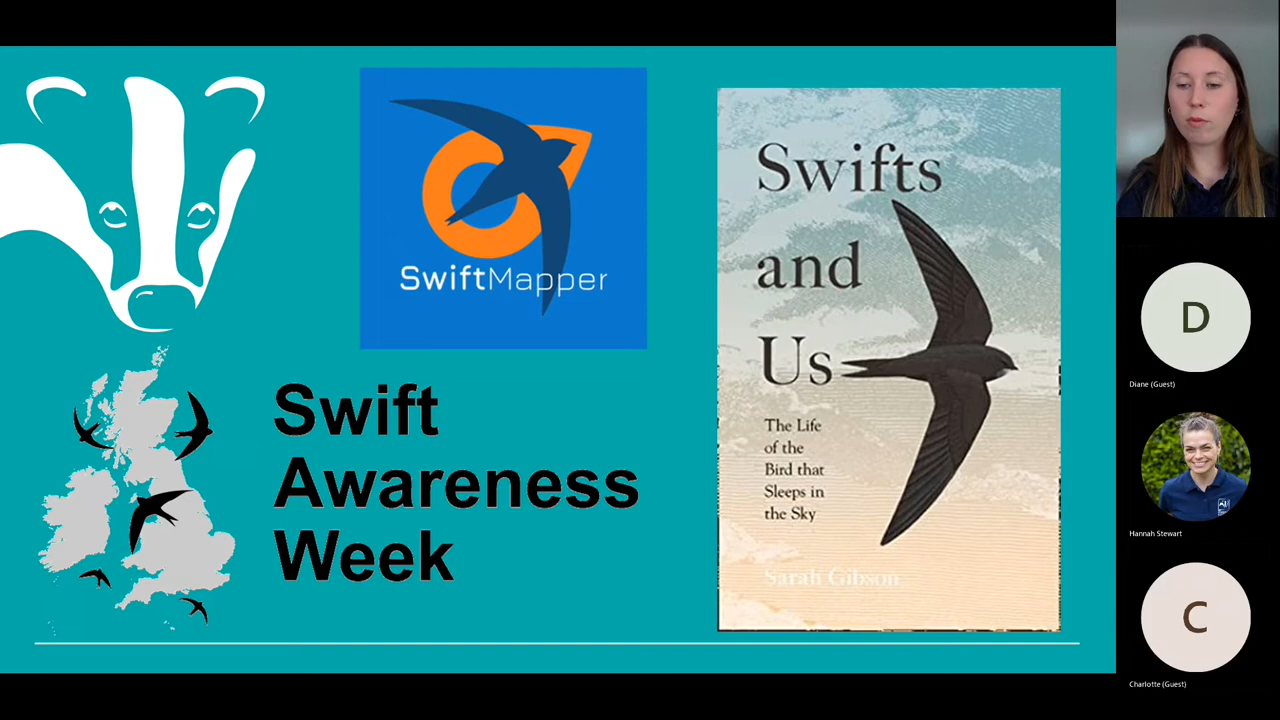 SwiftMapper
Swift
Awareness
Week
Swifts
and
Us
The Life
of the
Bird that
Sleeps in
the Sky
Sarah Gibson
D
Diane (Guest)
Hannah Stewart
C
Charlotte (Guest)